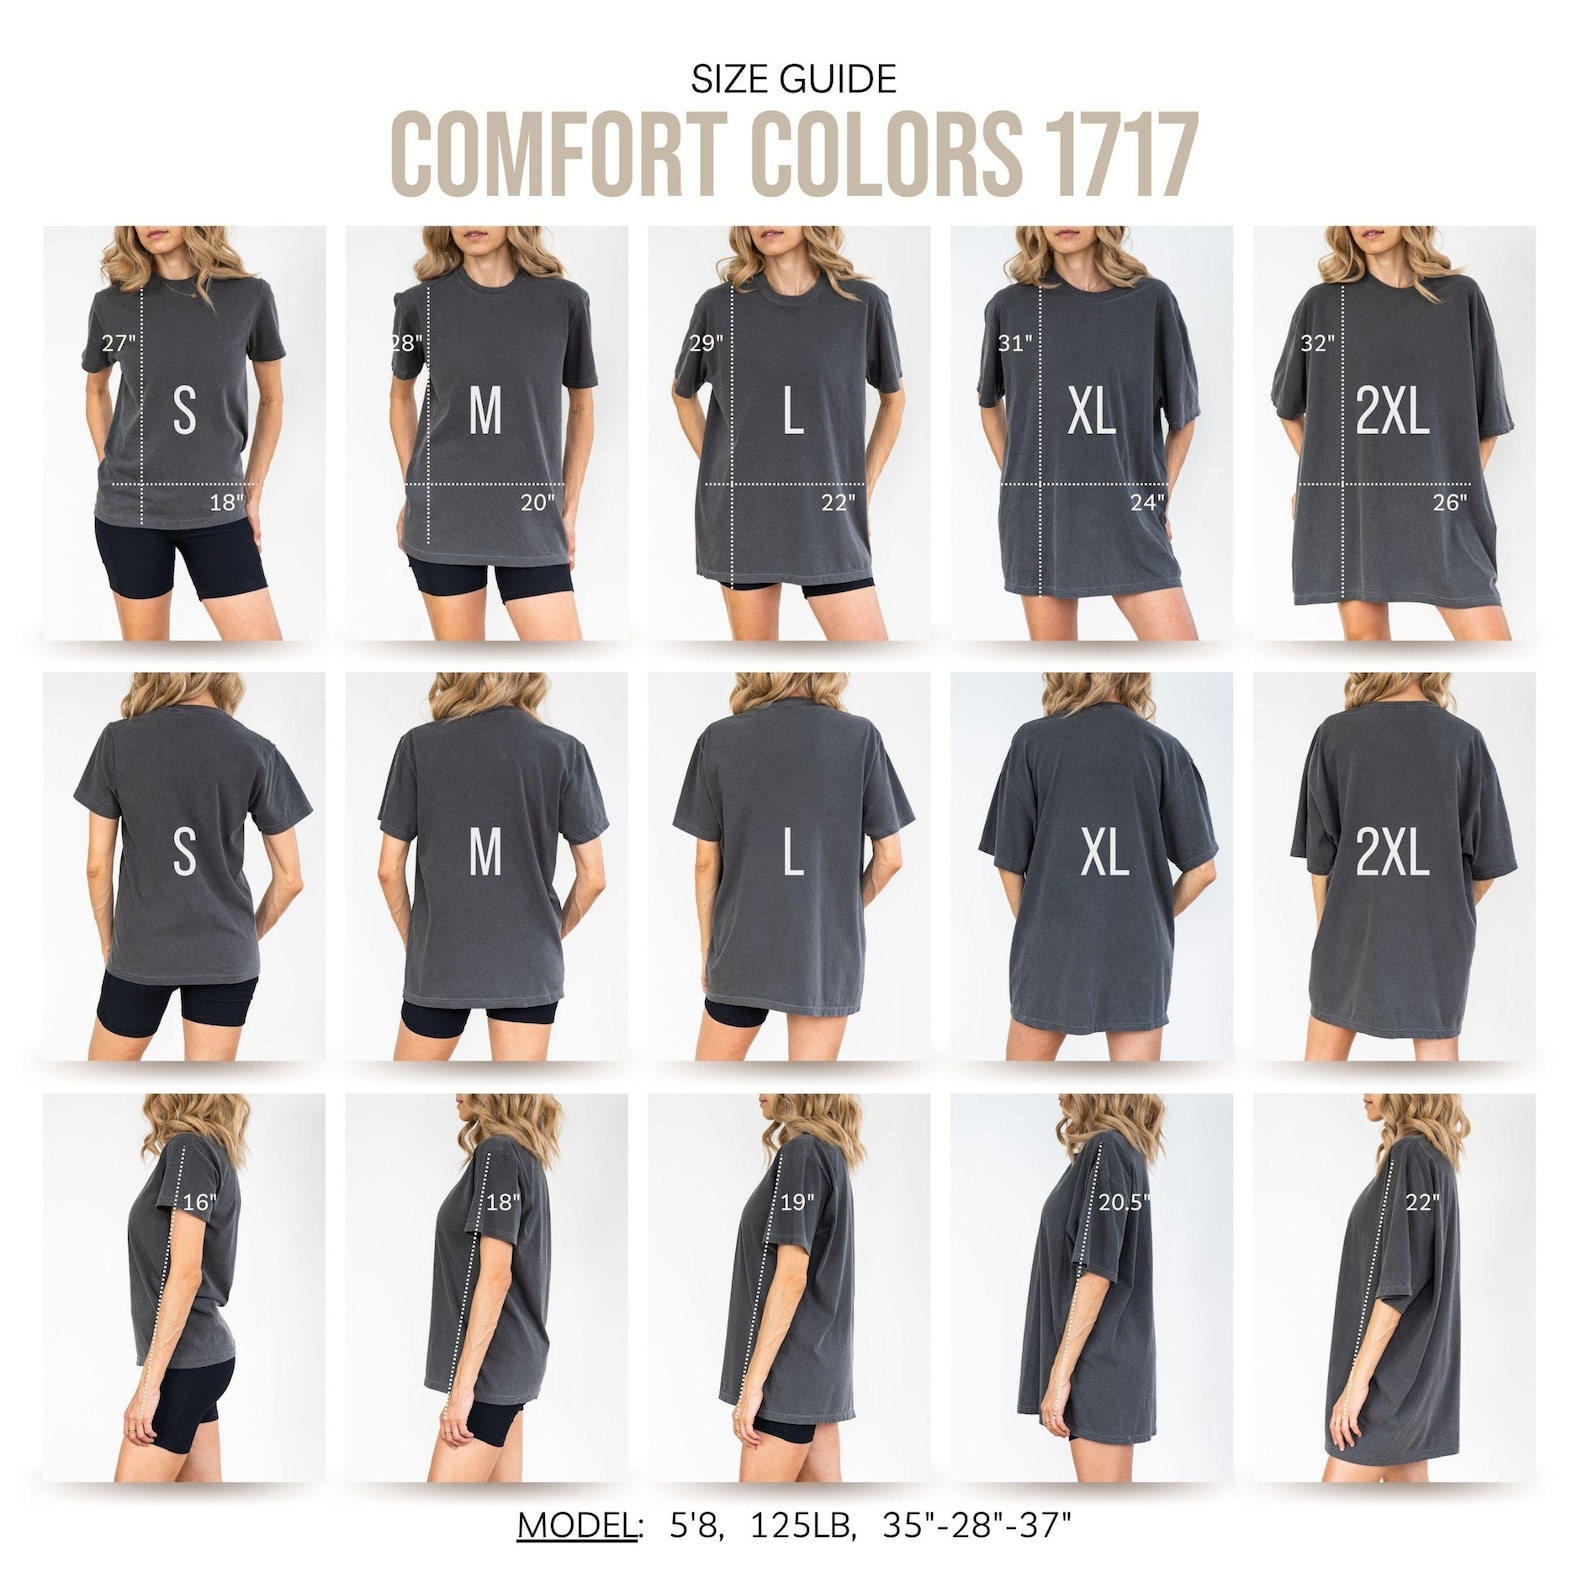 SIZE GUIDE
COMFORT COLORS 1717
27"
S
18"
28"
M
20"
29"
L
22"
31"
XL
24"
32"
2XL
26"
S
M
L
XL
2XL
16"
18"
19"
20.5"
22"
MODEL: 5'8, 125LB, 35"-28"-37"